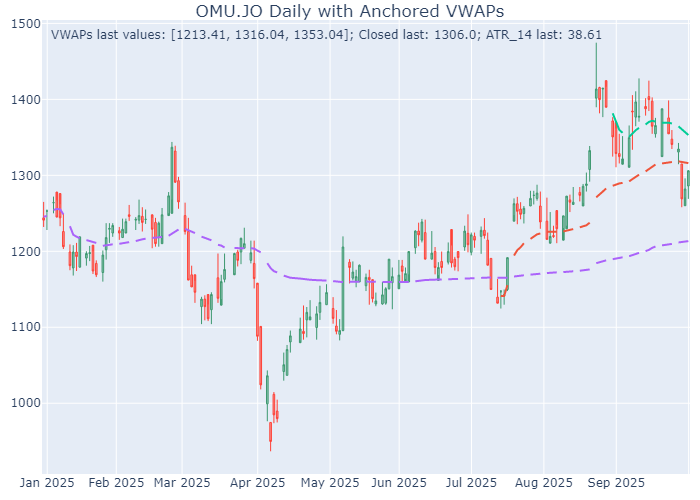 OMU.JO Daily with Anchored VWAPs
VWAPs last values: [1213.41, 1316.04, 1353.04]; Closed last: 1306.0; ATR_14 last: 38.61
1500
1400
1300
1200
1100
1000
Jan 2025 Feb 2025 Mar 2025 Apr 2025 May 2025 Jun 2025 Jul 2025 Aug 2025 Sep 2025